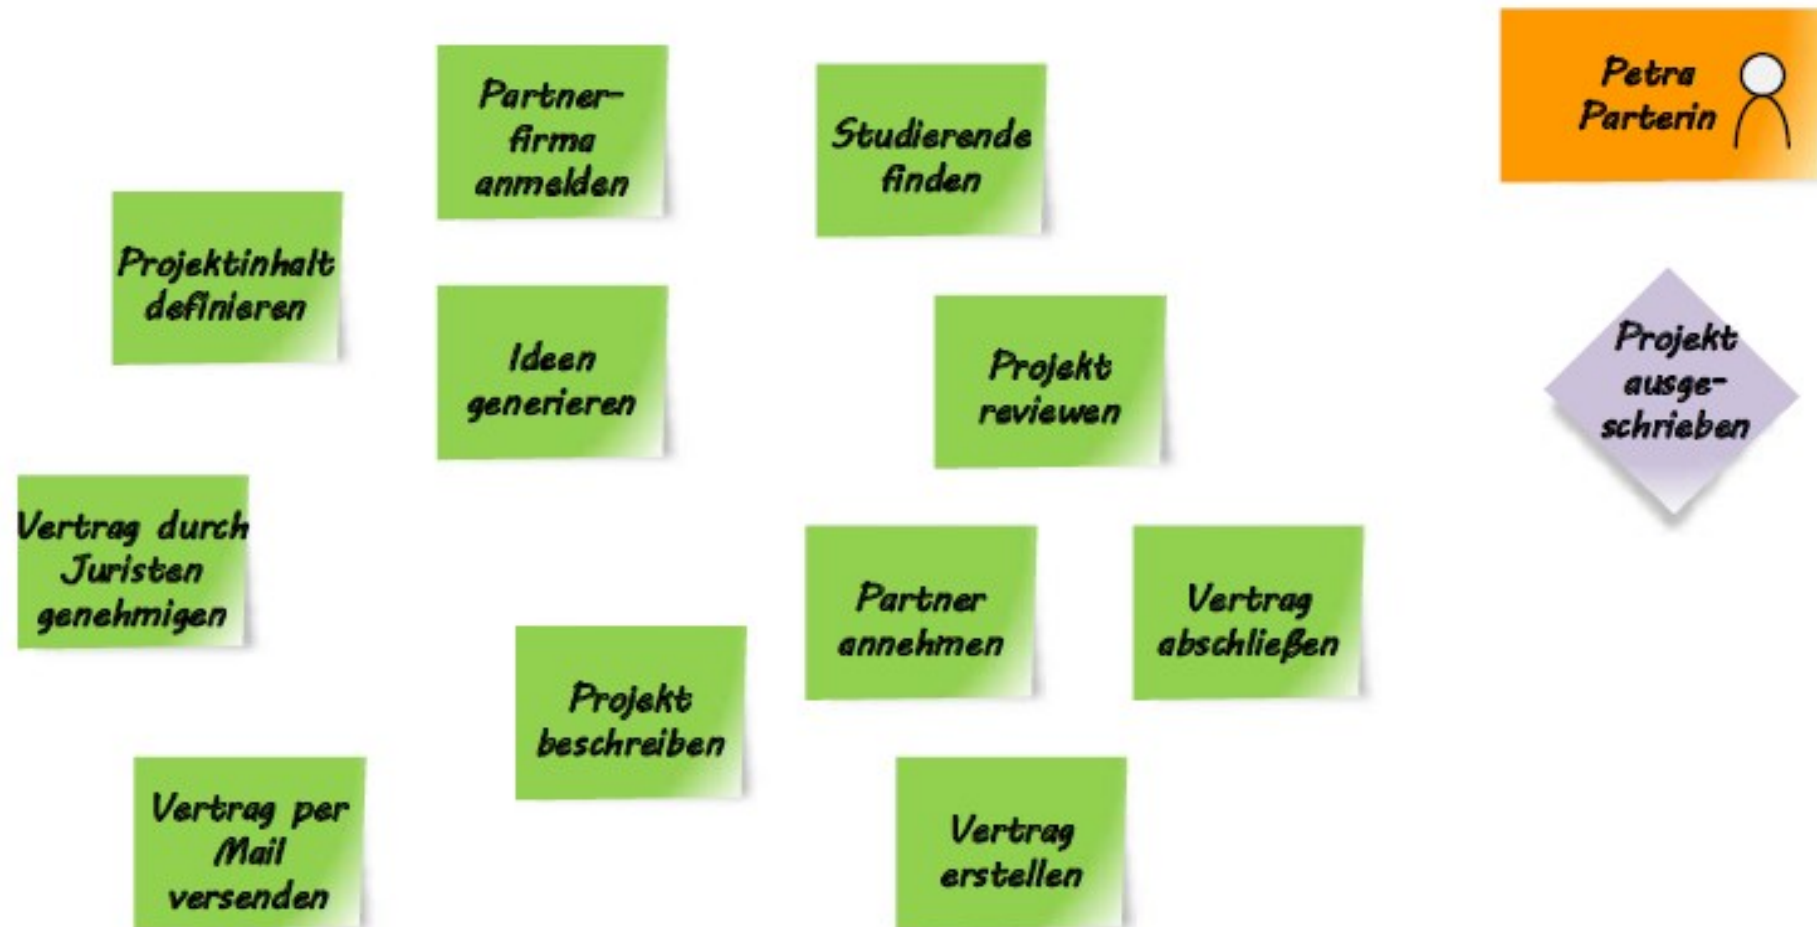 Partner-
firma
anmelden
Studierende
finden
Petra
Parterin
Projektinhalt
definieren
Ideen
generieren
Projekt
reviewen
Projekt
ausge-
schrieben
Vertrag durch
Juristen
genehmigen
Partner
annehmen
Vertrag
abschließen
Projekt
beschreiben
Vertrag per
Mail
versenden
Vertrag
erstellen